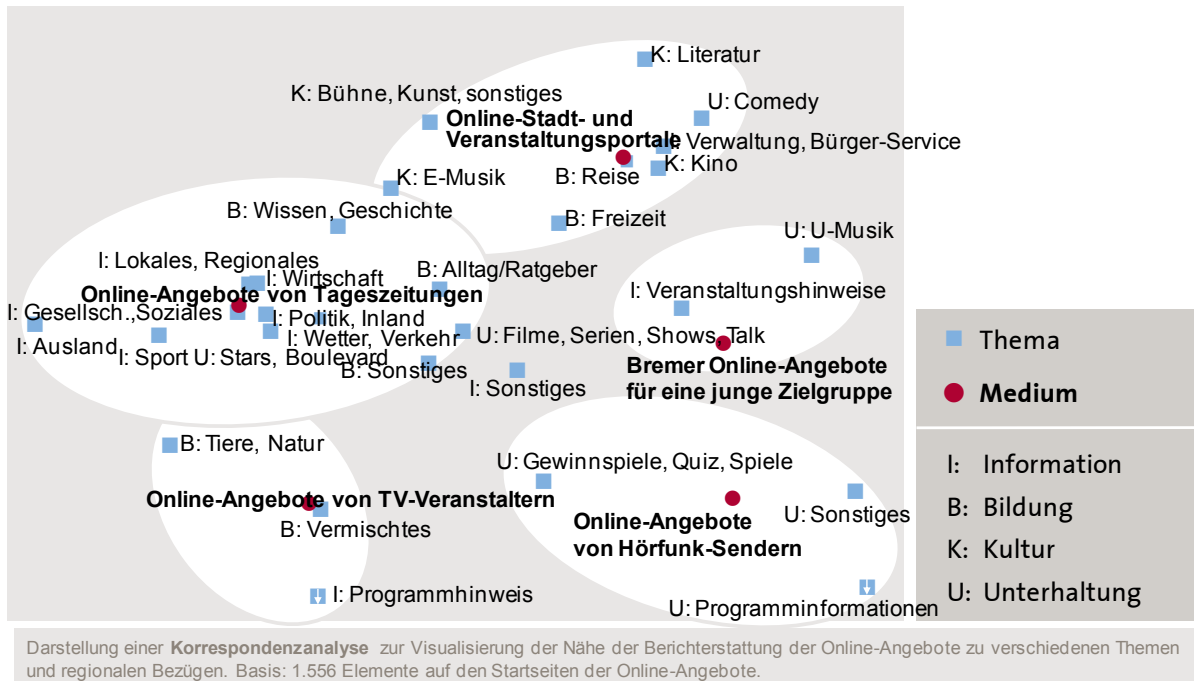 K: Literatur
K: Bühne, Kunst, sonstiges
U: Comedy
Online-Stadt- und
Veranstaltungsportale
I: Verwaltung, Bürger-Service
K: Kino
B: Reise
K: E-Musik
B: Wissen, Geschichte
B: Freizeit
U: U-Musik
I: Lokales, Regionales
I: Wirtschaft
B: Alltag/Ratgeber
Online-Angebote von Tageszeitungen
I: Veranstaltungshinweise
I: Gesellsch.,Soziales
I: Politik, Inland
I: Ausland
I: Wetter, Verkehr
U: Filme, Serien, Shows, Talk
I: Sport
U: Stars, Boulevard
B: Sonstiges
I: Sonstiges
Bremer Online-Angebote
für eine junge Zielgruppe
B: Tiere, Natur
U: Gewinnspiele, Quiz, Spiele
Online-Angebote von TV-Veranstaltern
B: Vermischtes
Online-Angebote
von Hörfunk-Sendern
U: Sonstiges
I: Programmhinweis
U: Programminformationen
Thema
Medium
I: Information
B: Bildung
K: Kultur
U: Unterhaltung
Darstellung einer Korrespondenzanalyse zur Visualisierung der Nähe der Berichterstattung der Online-Angebote zu verschiedenen Themen
und regionalen Bezügen. Basis: 1.556 Elemente auf den Startseiten der Online-Angebote.